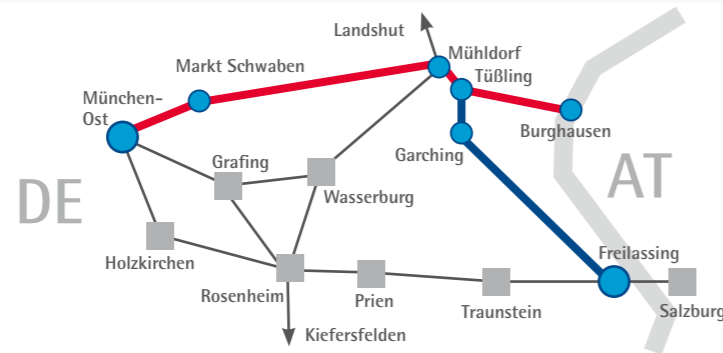 Landshut
Mühldorf
Markt Schwaben
Tüßling
München-
Ost
Burghausen
Garching
Grafing
AT
DE
Wasserburg
Freilassing
Holzkirchen
Rosenheim
Prien
Traunstein
Salzburg
Kiefersfelden